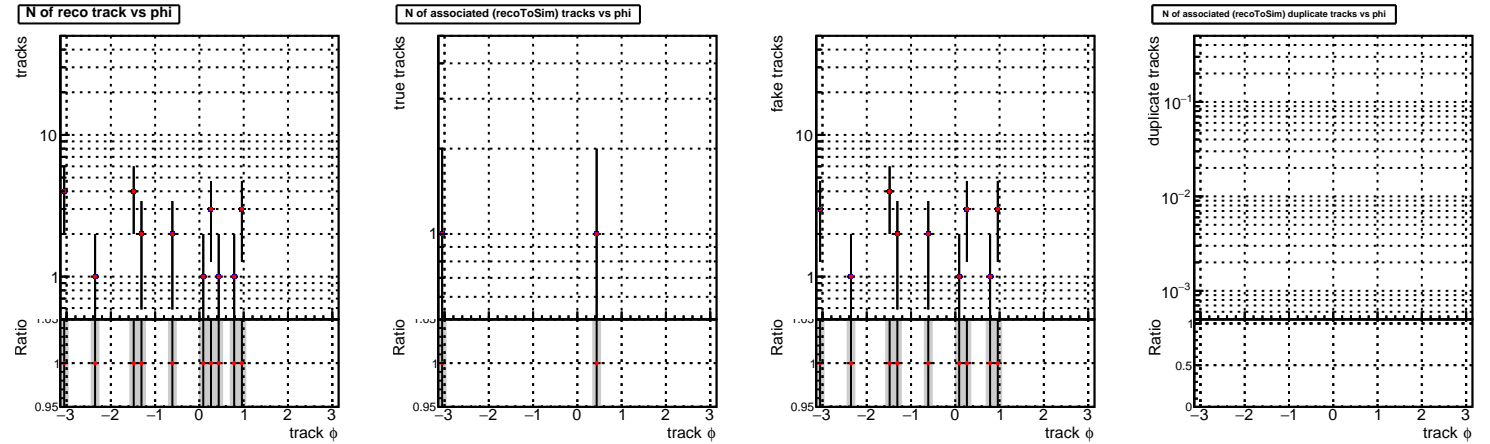 N of reco track vs phi
tracks
10
1
Ratio
1.05
1
0.95
−3 −2 −1 0 1 2 3
track ϕ
N of associated (recoToSim) tracks vs phi
true tracks
1
Ratio
1.05
1
0.95
−3 −2 −1 0 1 2 3
track ϕ
fake tracks
10
1
Ratio
1.05
1
0.95
−3 −2 −1 0 1 2 3
track ϕ
N of associated (recoToSim) duplicate tracks vs phi
duplicate tracks
10−1
10−2
10−3
Ratio
1
0.5
0
−3 −2 −1 0 1 2 3
track ϕ